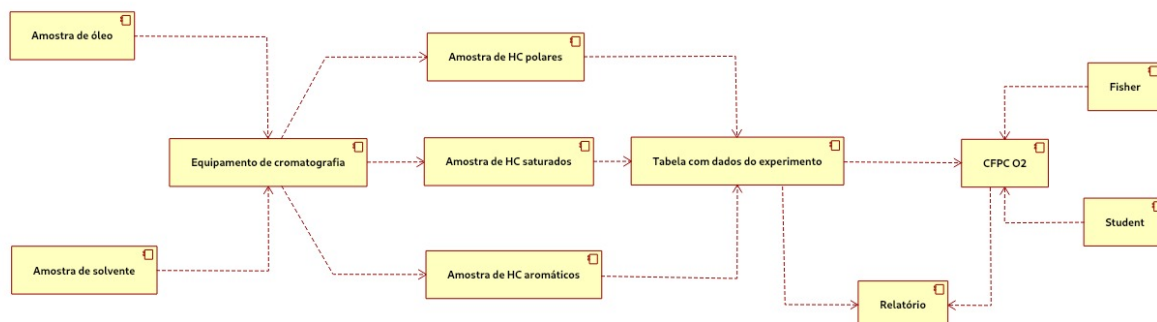 Amostra de óleo
Amostra de HC polares
Fisher
Equipamento de cromatografia
Amostra de HC saturados
Tabela com dados do experimento
CFPC O2
Student
Amostra de solvente
Amostra de HC aromáticos
Relatório